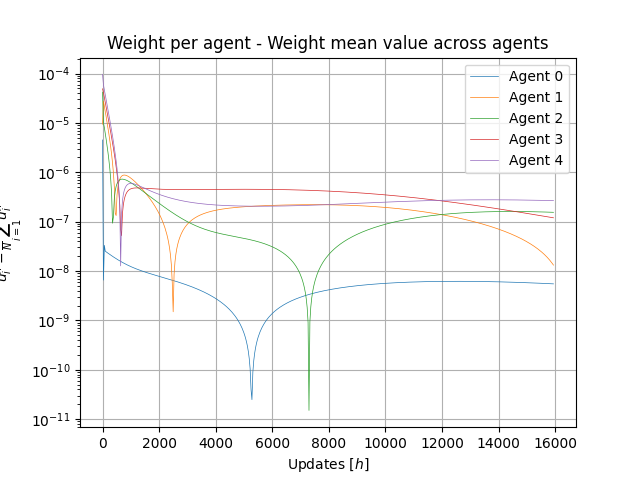 Weight per agent - Weight mean value across agents
Agent 0
Agent 1
Agent 2
Agent 3
Agent 4
10⁻⁴
10⁻⁵
10⁻⁶
10⁻⁷
10⁻⁸
10⁻⁹
10⁻¹⁰
10⁻¹¹
0 2000 4000 6000 8000 10000 12000 14000 16000
Updates [h]